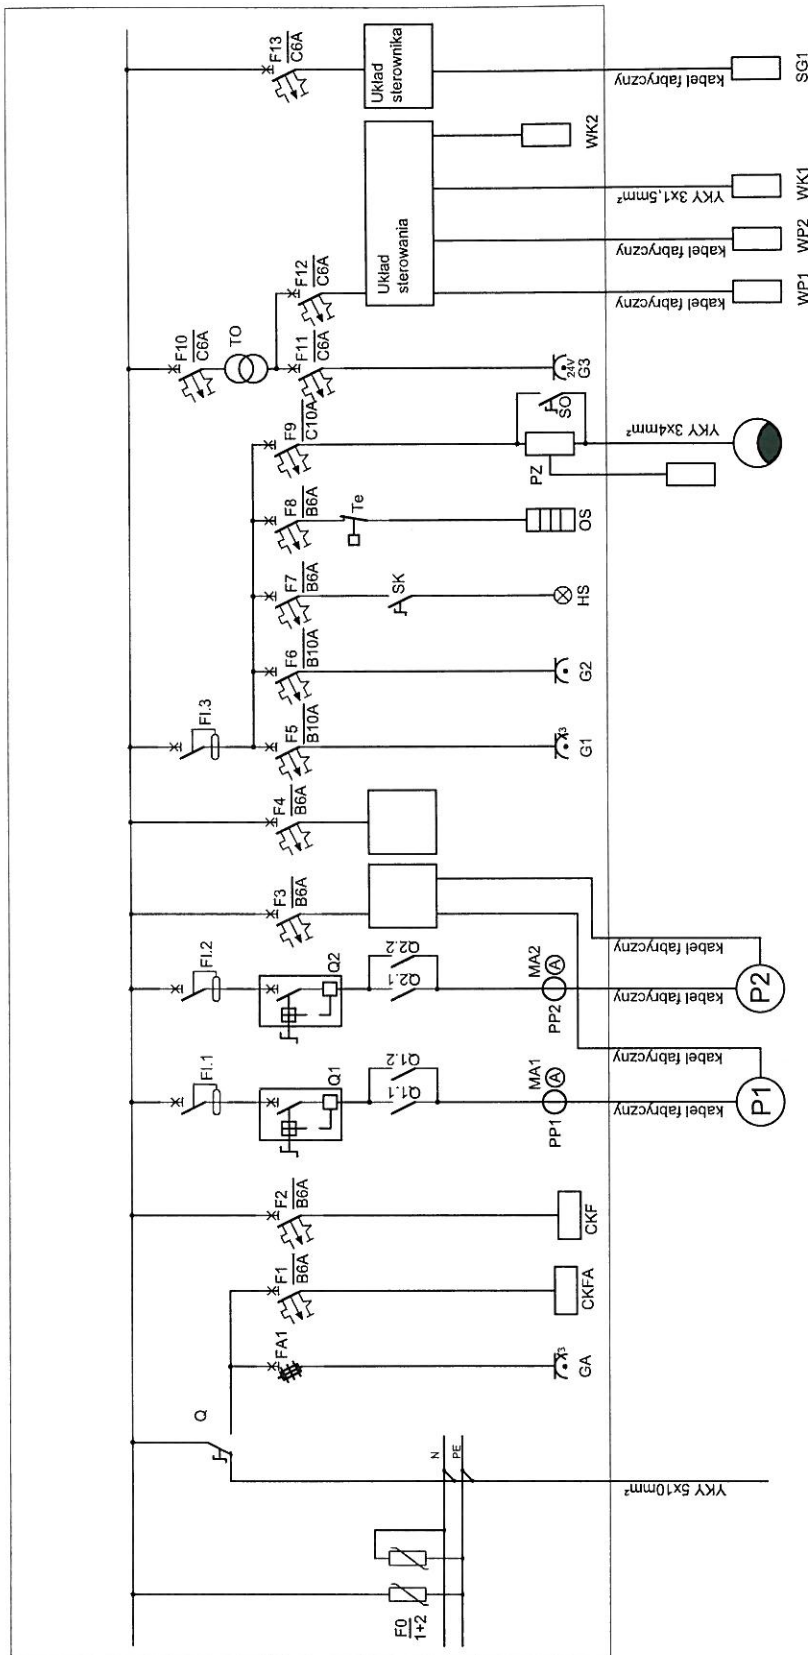 F0
1+2
Q
N
PE
YKY 5x10mm²
FA1
x3
GA
F1
B6A
CKFA
F2
B6A
CKF
FI.1
Q1
Q1.1
Q1.2
MA1
A
PP1
kabel fabryczny
kabel fabryczny
P1
FI.2
Q2
Q2.1
Q2.2
MA2
A
PP2
kabel fabryczny
kabel fabryczny
P2
F3
B6A
F4
B6A
FI.3
F5
B10A
x3
G1
F6
B10A
G2
F7
B6A
SK
HS
F8
B6A
Te
OS
F9
C10A
PZ
SO
YKY 3x4mm²
F10
C6A
TO
F11
C6A
24V
G3
F12
C6A
Układ
sterowania
kabel fabryczny
WP1
kabel fabryczny
WP2
YKY 3x1,5mm²
WK1
WK2
F13
C6A
Układ
sterownika
kabel fabryczny
SG1